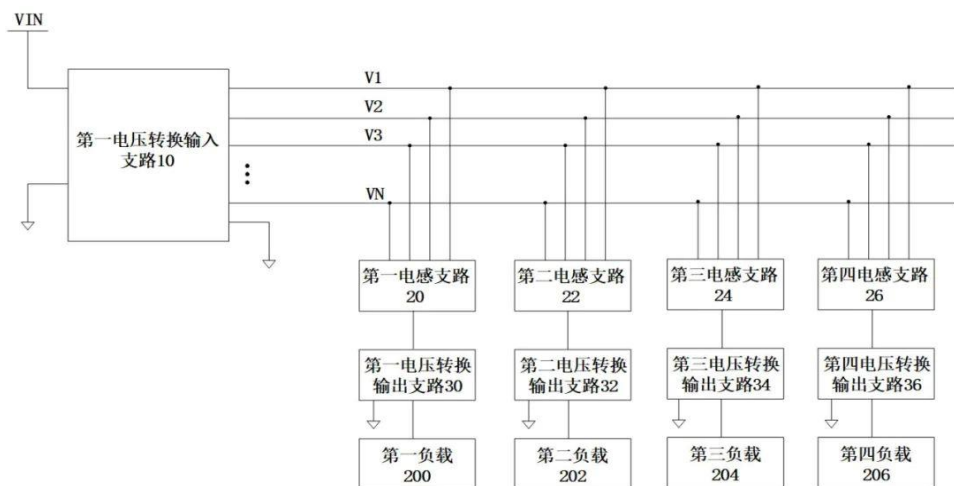 VIN
V1
V2
第一电压转换输入
支路10
V3
VN
第一电感支路
20
第二电感支路
22
第三电感支路
24
第四电感支路
26
第一电压转换
输出支路30
第二电压转换
输出支路32
第三电压转换
输出支路34
第四电压转换
输出支路36
第一负载
200
第二负载
202
第三负载
204
第四负载
206